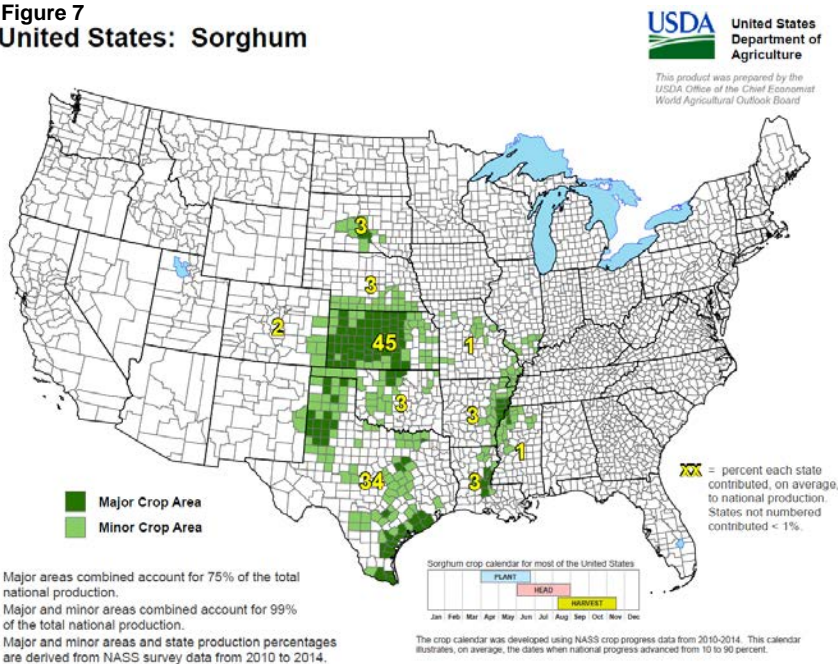 Figure 7
United States: Sorghum
USDA
United States
Department of
Agriculture
This product was prepared by the
USDA Office of the Chief Economist
World Agricultural Outlook Board
3
3
2
45
1
3
3
1
34
3
XX = percent each state
contributed, on average,
to national production.
States not numbered
contributed < 1%.
Major Crop Area
Minor Crop Area
Major areas combined account for 75% of the total
national production.
Major and minor areas combined account for 99%
of the total national production.
Major and minor areas and state production percentages
are derived from NASS survey data from 2010 to 2014.
Sorghum crop calendar for most of the United States
PLANT
HEAD
HARVEST
Jan Feb Mar Apr May Jun Jul Aug Sep Oct Nov Dec
The crop calendar was developed using NASS crop progress data from 2010-2014. This calendar
illustrates, on average, the dates when national progress advanced from 10 to 90 percent.